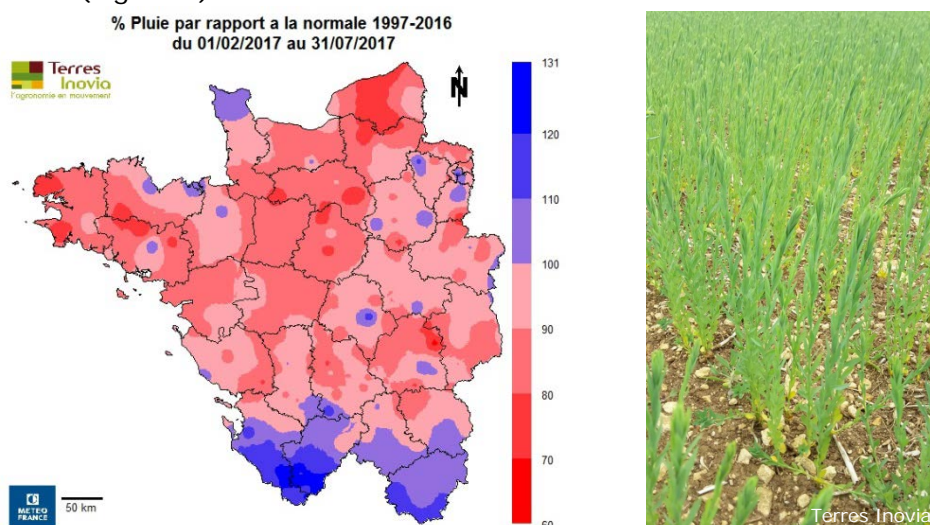 % Pluie par rapport a la normale 1997-2016
du 01/02/2017 au 31/07/2017
Terres
Inovia
l'agronomie en mouvement
N
131
120
110
100
90
80
70
60
METEO
FRANCE
50 km
Terres Inovia